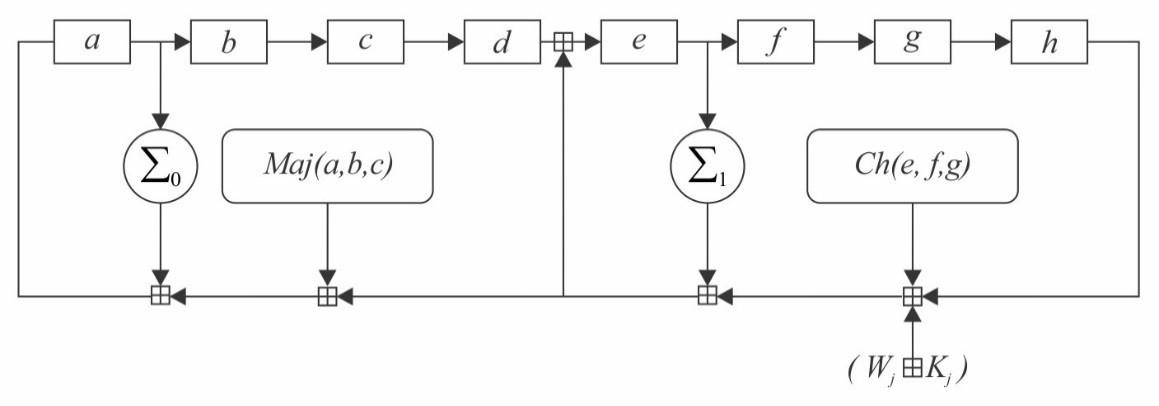 a b c d ⊞ e f g h
∑0 Maj(a,b,c) ∑1 Ch(e, f,g)
⊞ ⊞ ⊞ ⊞
( Wj ⊞ Kj )